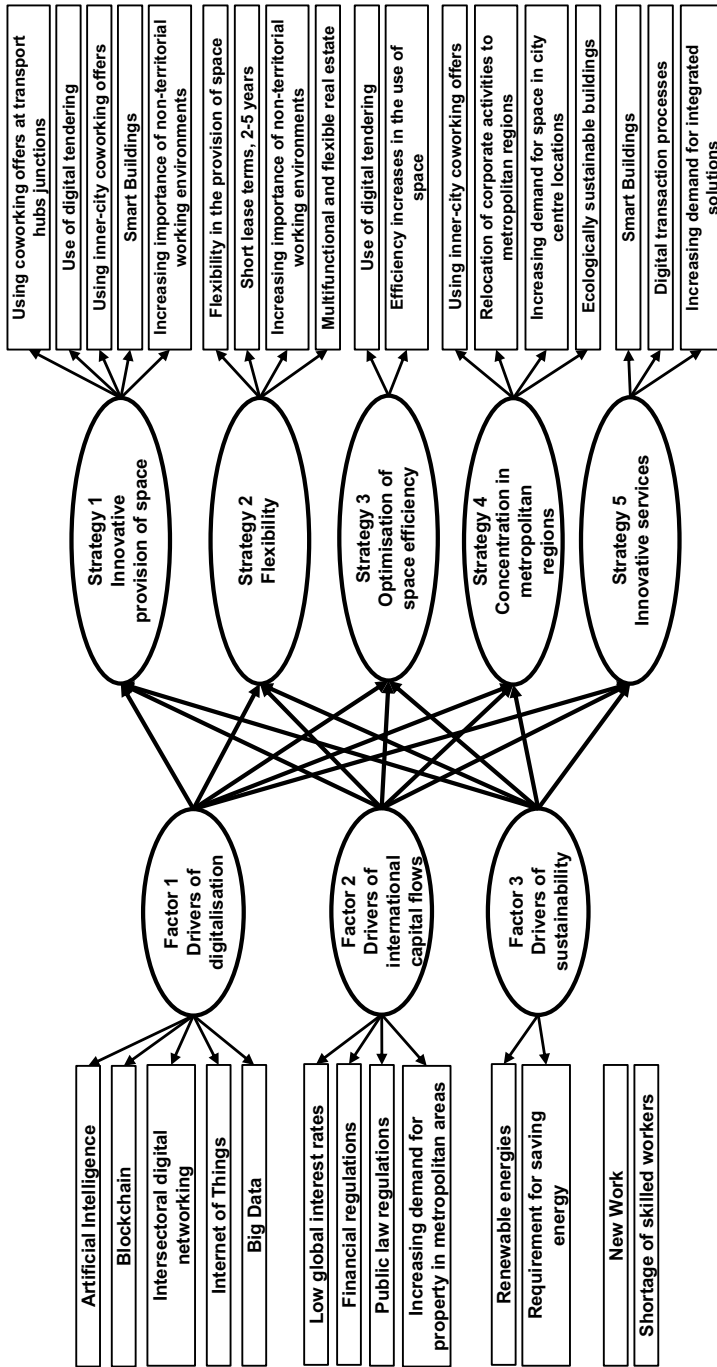 Artificial Intelligence
Blockchain
Intersectoral digital
networking
Internet of Things
Big Data
Low global interest rates
Financial regulations
Public law regulations
Increasing demand for
property in metropolitan areas
Renewable energies
Requirement for saving
energy
New Work
Shortage of skilled workers
Factor 1
Drivers of
digitalisation
Factor 2
Drivers of
international
capital flows
Factor 3
Drivers of
sustainability
Strategy 1
Innovative
provision of space
Strategy 2
Flexibility
Strategy 3
Optimisation of
space efficiency
Strategy 4
Concentration in
metropolitan
regions
Strategy 5
Innovative services
Using coworking offers at transport
hubs junctions
Use of digital tendering
Using inner-city coworking offers
Smart Buildings
Increasing importance of non-territorial
working environments
Flexibility in the provision of space
Short lease terms, 2-5 years
Increasing importance of non-territorial
working environments
Multifunctional and flexible real estate
Use of digital tendering
Efficiency increases in the use of
space
Using inner-city coworking offers
Relocation of corporate activities to
metropolitan regions
Increasing demand for space in city
centre locations
Ecologically sustainable buildings
Smart Buildings
Digital transaction processes
Increasing demand for integrated
solutions